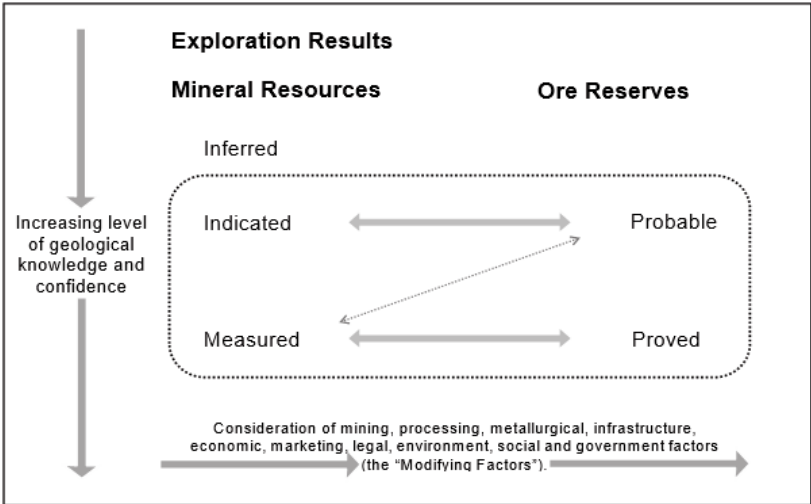 Exploration Results
Mineral Resources
Ore Reserves
Inferred
Increasing level
of geological
knowledge and
confidence
Indicated
Probable
Measured
Proved
Consideration of mining, processing, metallurgical, infrastructure,
economic, marketing, legal, environment, social and government factors
(the “Modifying Factors”).